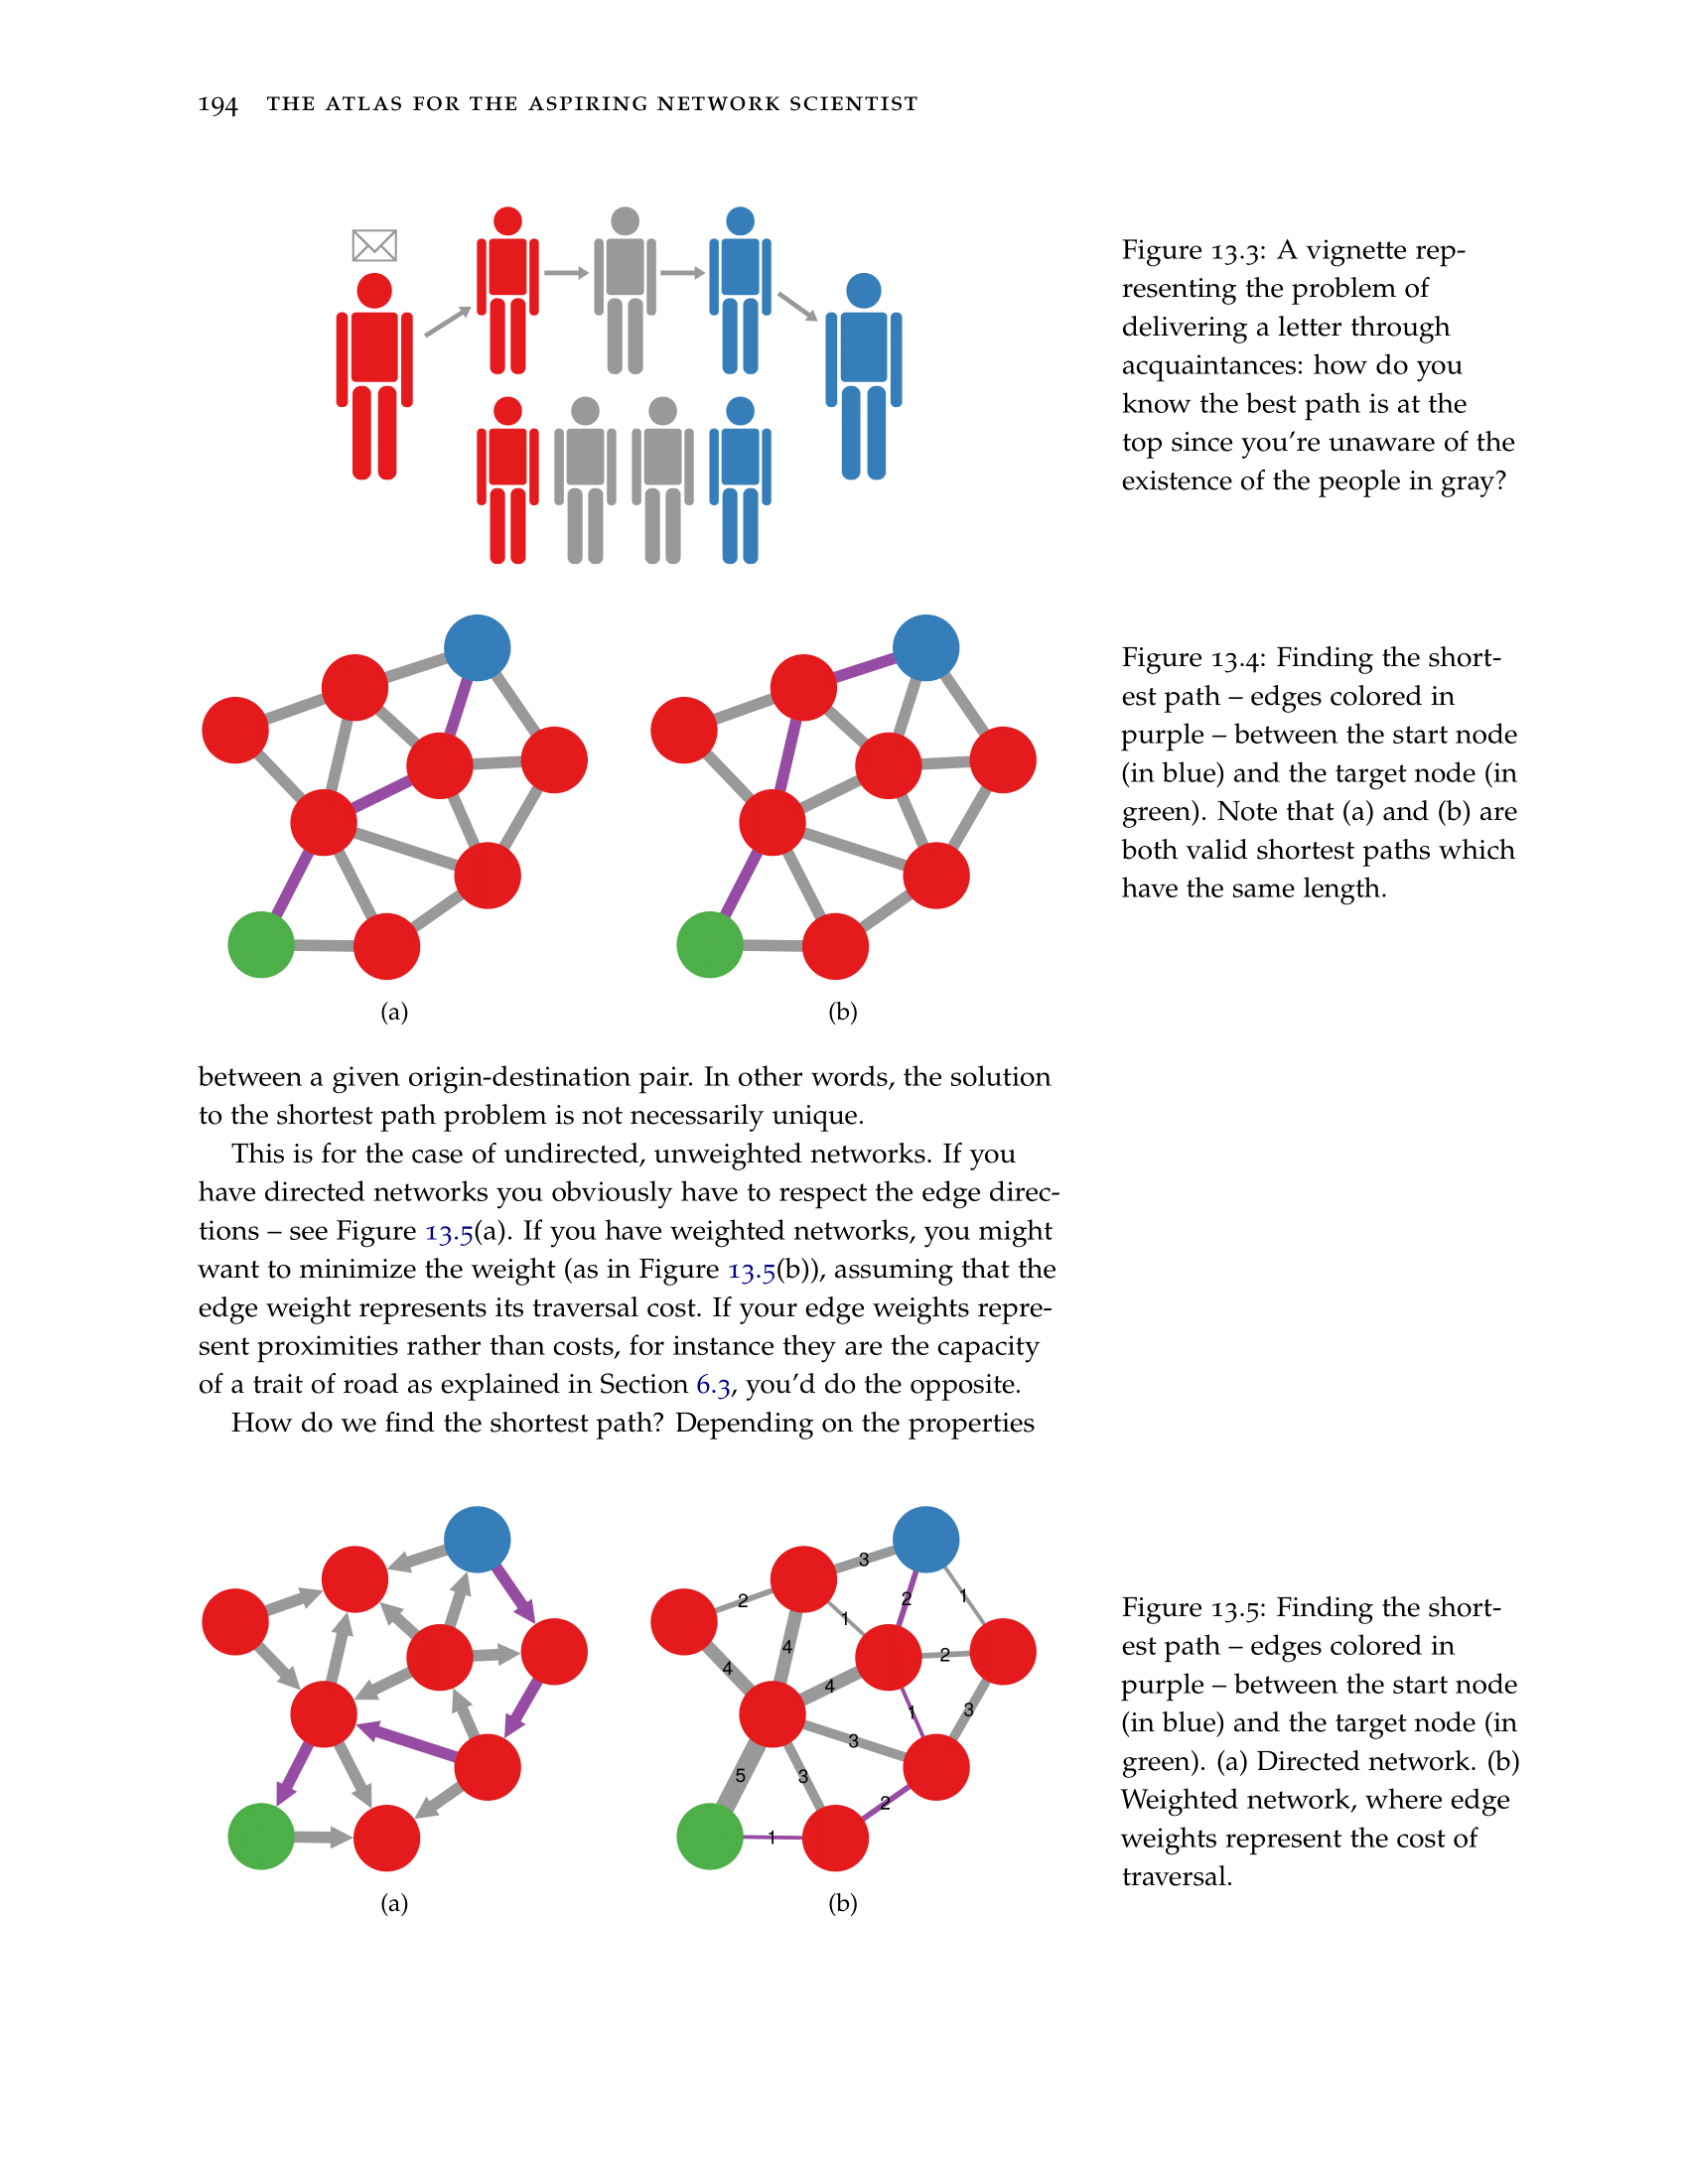 194 THE ATLAS FOR THE ASPIRING NETWORK SCIENTIST
Figure 13.3: A vignette rep-
resenting the problem of
delivering a letter through
acquaintances: how do you
know the best path is at the
top since you're unaware of the
existence of the people in gray?
Figure 13.4: Finding the short-
est path – edges colored in
purple – between the start node
(in blue) and the target node (in
green). Note that (a) and (b) are
both valid shortest paths which
have the same length.
(a)
(b)
between a given origin-destination pair. In other words, the solution
to the shortest path problem is not necessarily unique.
This is for the case of undirected, unweighted networks. If you
have directed networks you obviously have to respect the edge direc-
tions – see Figure 13.5(a). If you have weighted networks, you might
want to minimize the weight (as in Figure 13.5(b)), assuming that the
edge weight represents its traversal cost. If your edge weights repre-
sent proximities rather than costs, for instance they are the capacity
of a trait of road as explained in Section 6.3, you'd do the opposite.
How do we find the shortest path? Depending on the properties
3
2
2
1
1
4
2
4
4
1
3
3
5
3
2
1
(a)
(b)
Figure 13.5: Finding the short-
est path – edges colored in
purple – between the start node
(in blue) and the target node (in
green). (a) Directed network. (b)
Weighted network, where edge
weights represent the cost of
traversal.